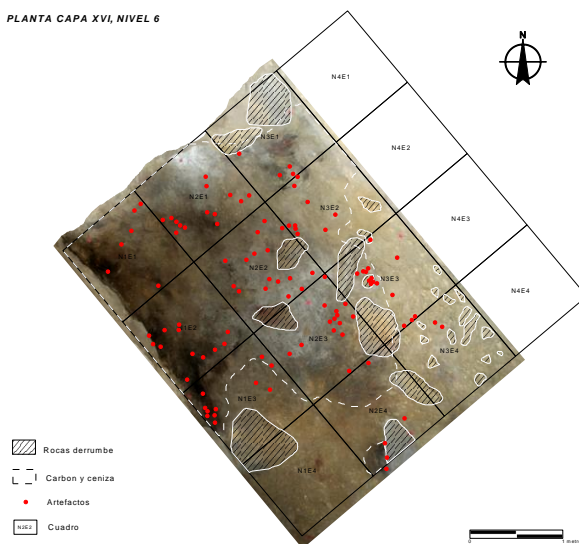 PLANTA CAPA XVI, NIVEL 6
N
N4E1
N3E1
N4E2
N2E1
N3E2
N4E3
N1E1
N2E2
N3E3
N4E4
N1E2
N2E3
N3E4
N1E3
N2E4
N1E4
Rocas derrumbe
Carbon y ceniza
Artefactos
N2E2 Cuadro
0 1